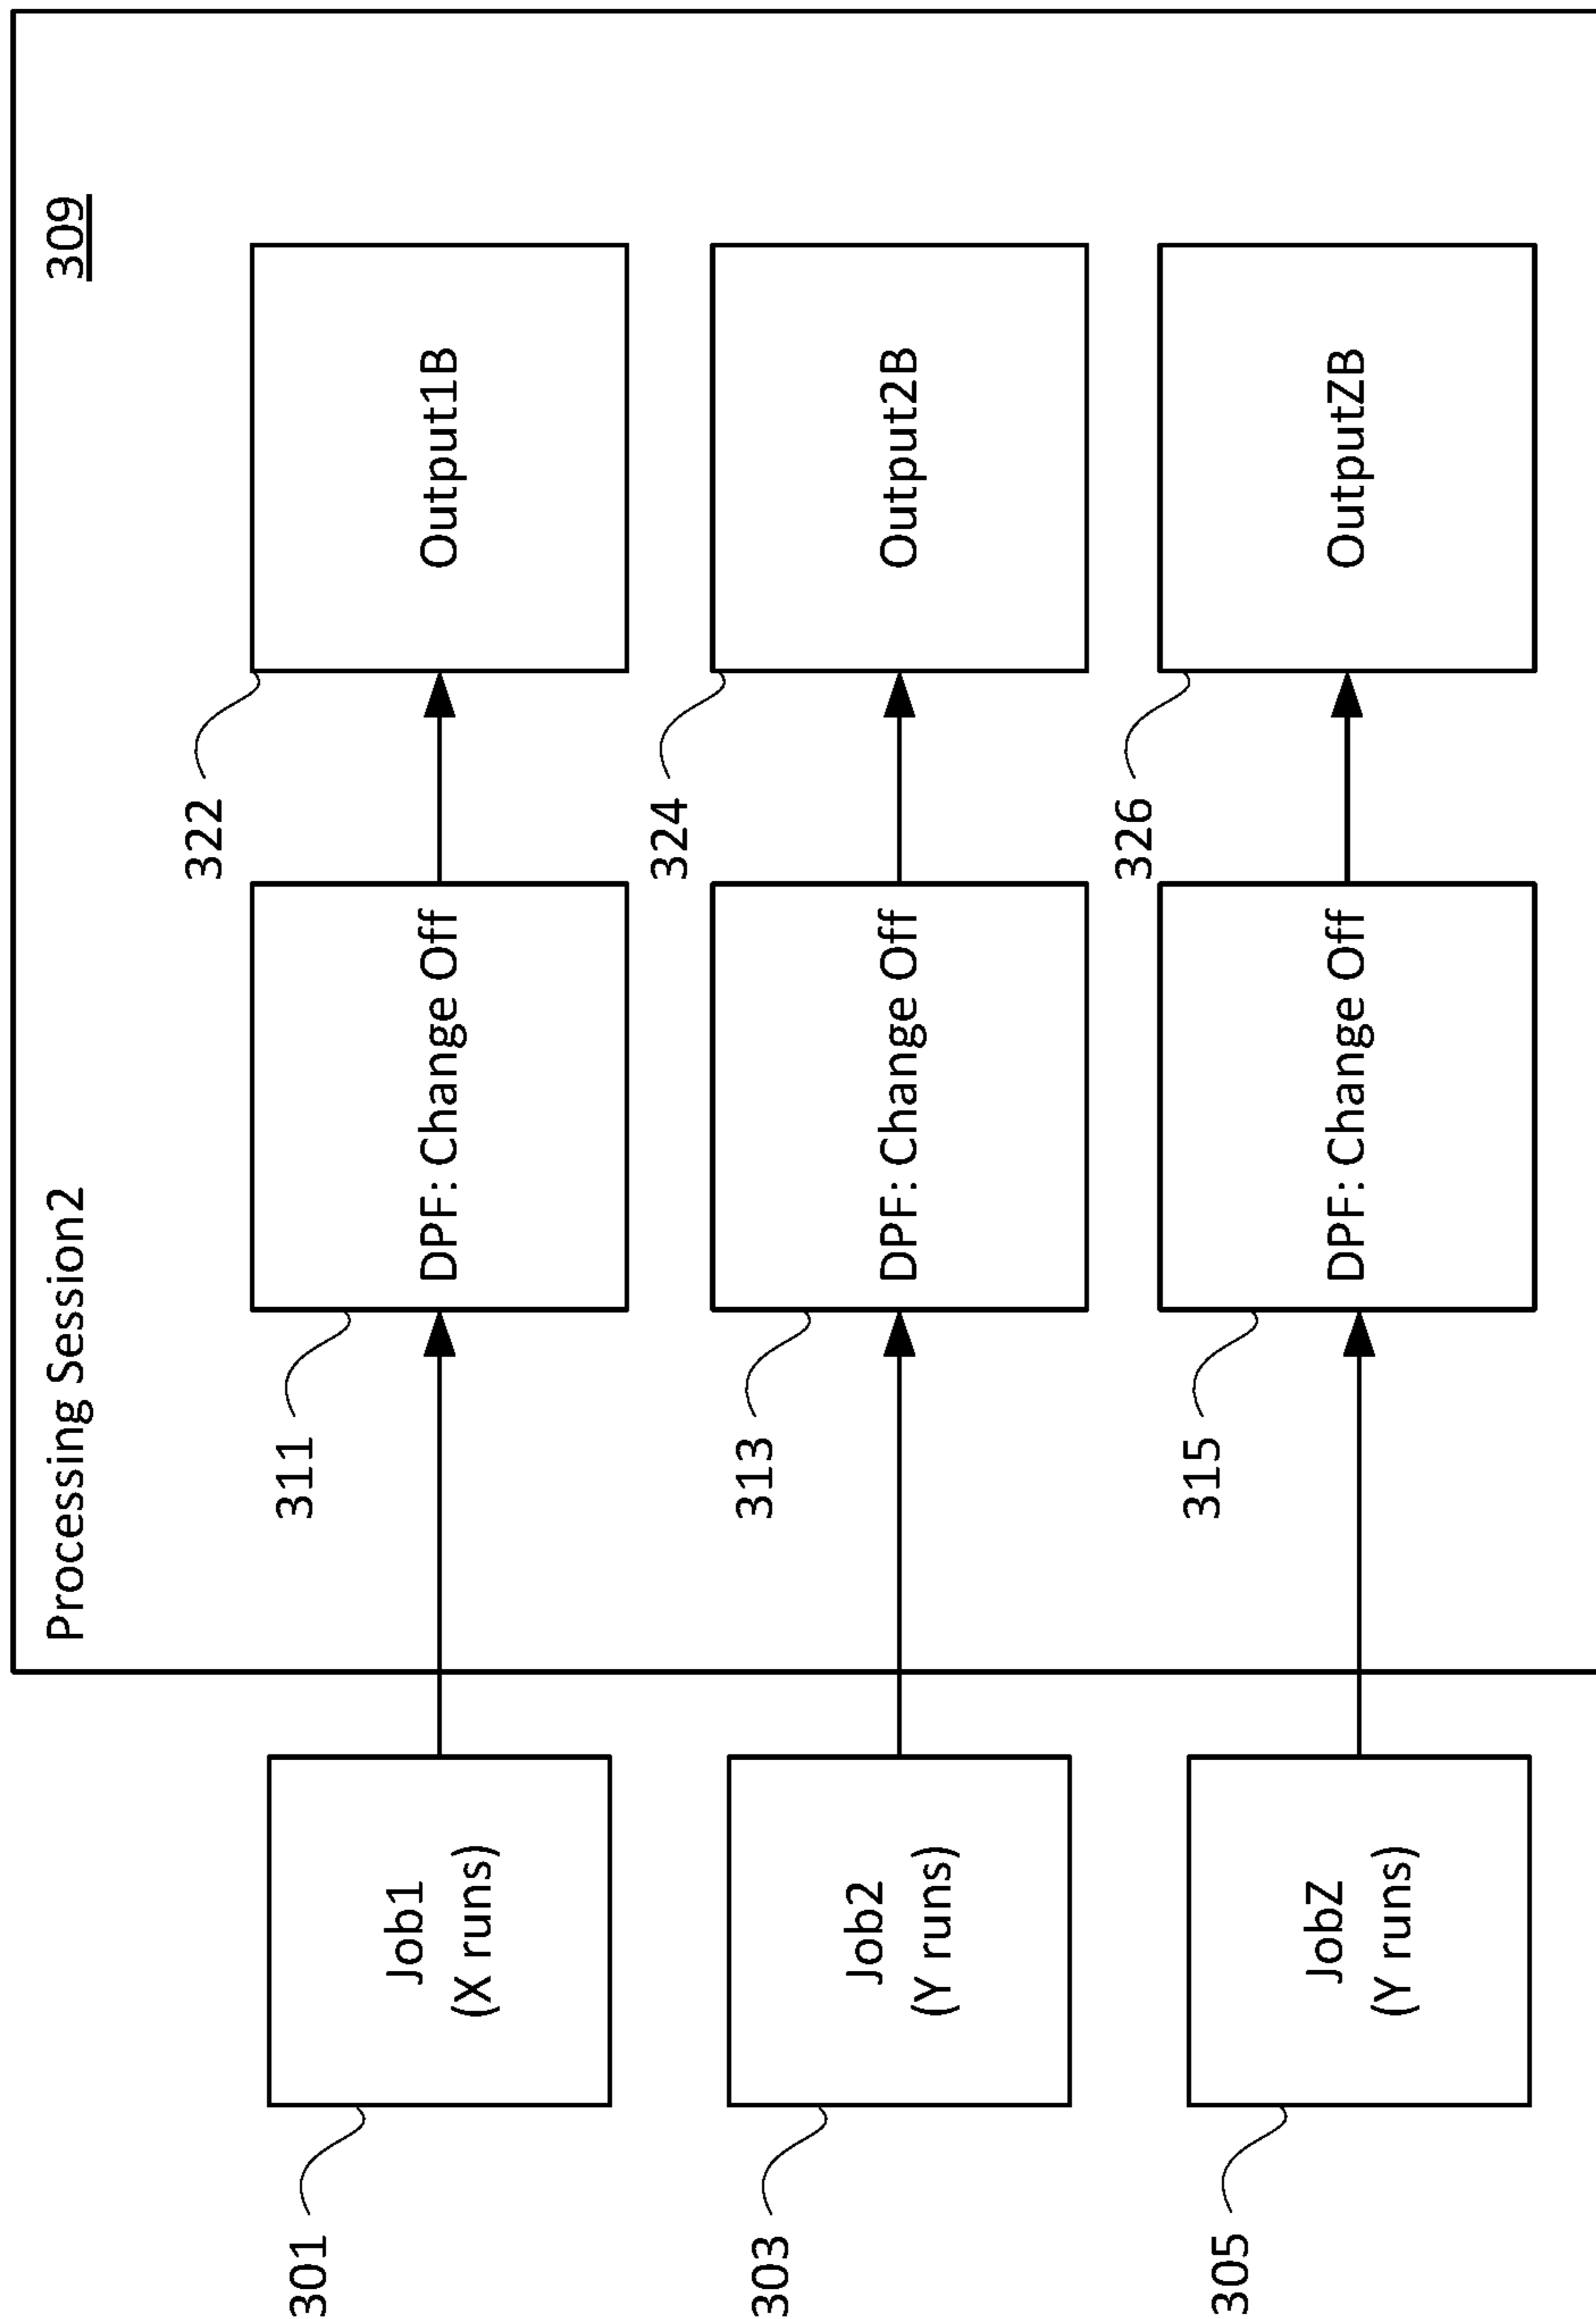 Processing Session2
309
322
324
326
311
313
315
301
303
305
Job1
(X runs)
DPF: Change Off
Output1B
Job2
(Y runs)
DPF: Change Off
Output2B
JobZ
(Y runs)
DPF: Change Off
OutputZB